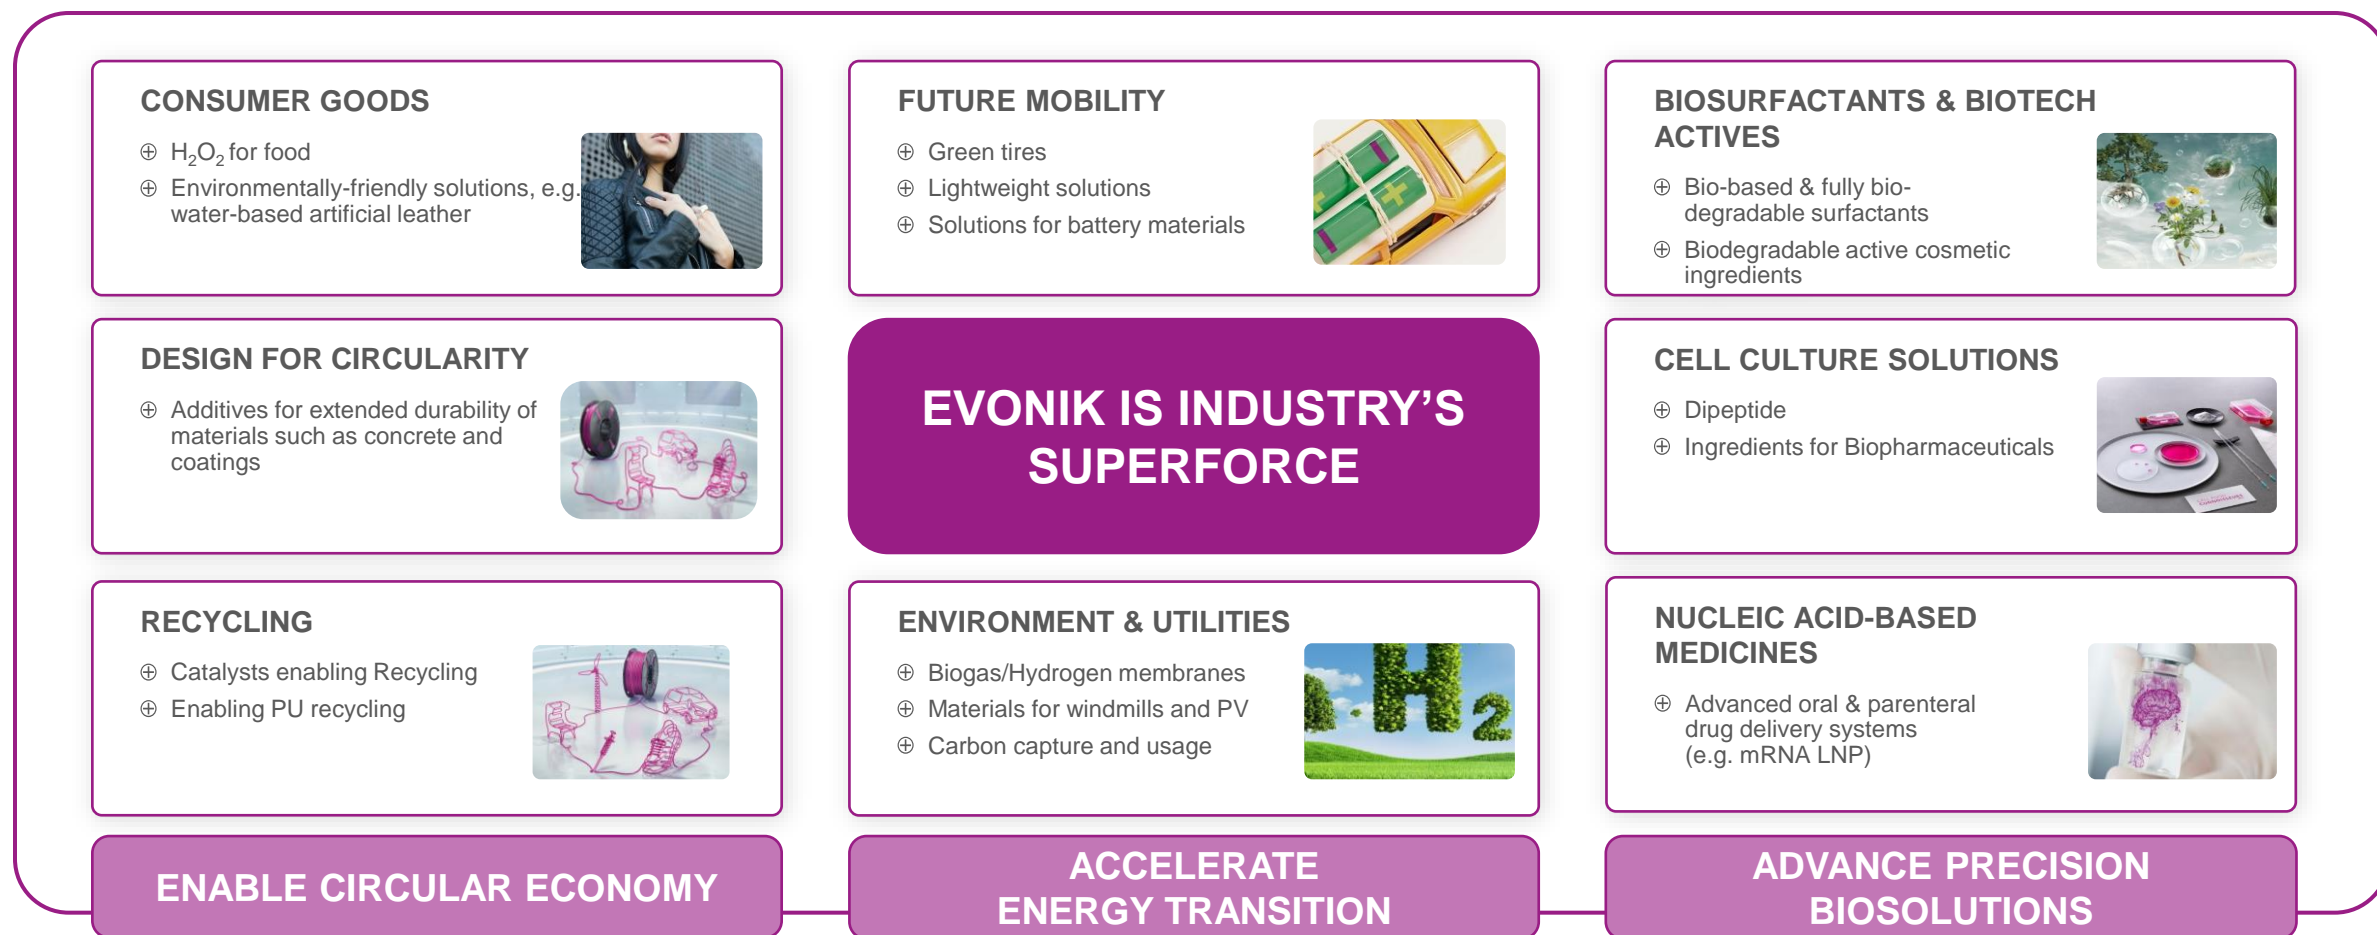 CONSUMER GOODS
⊕ H₂O₂ for food
⊕ Environmentally-friendly solutions, e.g.
water-based artificial leather
FUTURE MOBILITY
⊕ Green tires
⊕ Lightweight solutions
⊕ Solutions for battery materials
BIOSURFACTANTS & BIOTECH
ACTIVES
⊕ Bio-based & fully bio-
degradable surfactants
⊕ Biodegradable active cosmetic
ingredients
DESIGN FOR CIRCULARITY
⊕ Additives for extended durability of
materials such as concrete and
coatings
EVONIK IS INDUSTRY’S
SUPERFORCE
CELL CULTURE SOLUTIONS
⊕ Dipeptide
⊕ Ingredients for Biopharmaceuticals
RECYCLING
⊕ Catalysts enabling Recycling
⊕ Enabling PU recycling
ENVIRONMENT & UTILITIES
⊕ Biogas/Hydrogen membranes
⊕ Materials for windmills and PV
⊕ Carbon capture and usage
H2
NUCLEIC ACID-BASED
MEDICINES
⊕ Advanced oral & parenteral
drug delivery systems
(e.g. mRNA LNP)
ENABLE CIRCULAR ECONOMY
ACCELERATE
ENERGY TRANSITION
ADVANCE PRECISION
BIOSOLUTIONS